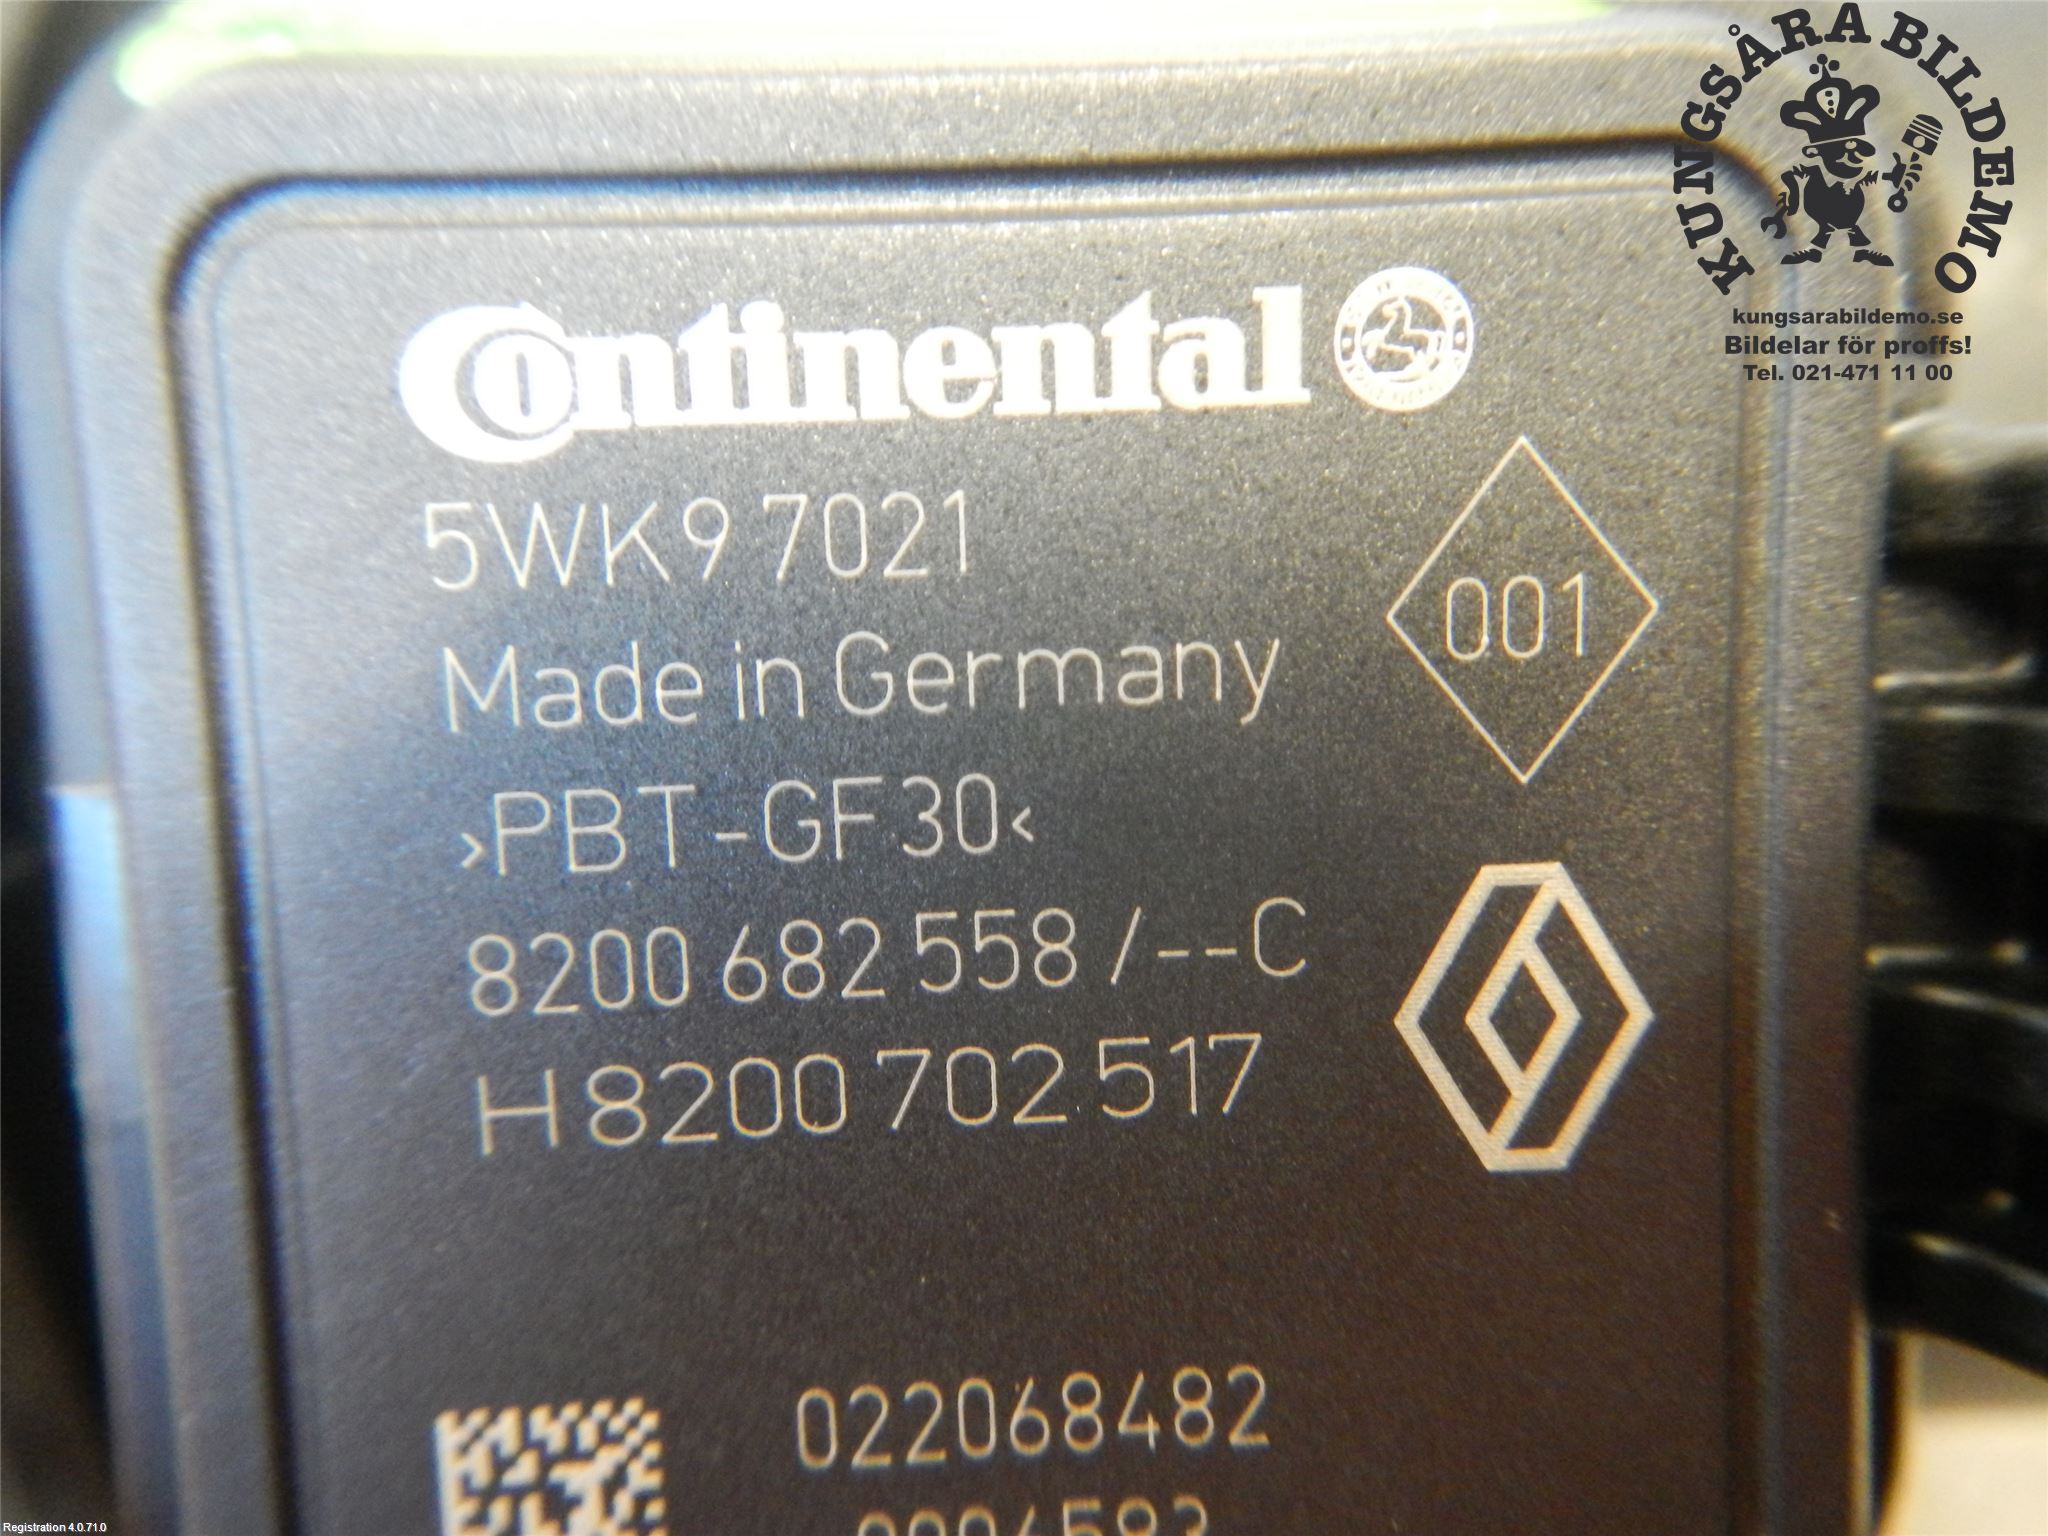 KUNGSÅRA BILDEMO
kungsarabildemo.se
Bildelar för proffs!
Tel. 021-471 11 00
Continental
5WK9 7021
Made in Germany
001
›PBT-GF30‹
8200 682 558 /--C
H8200 702 517
022068482
Registration 4.0.71.0